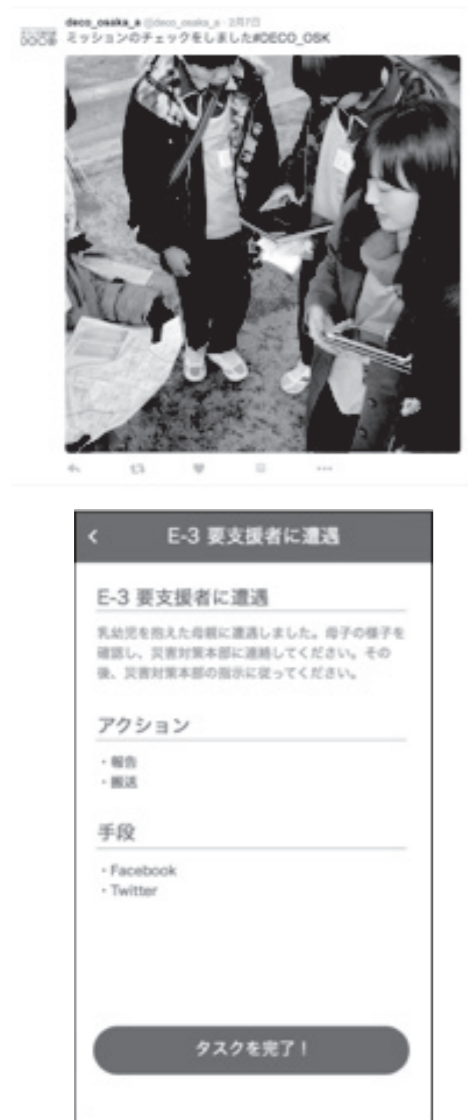 deco_osaka_a @deco_osaka_a · 2月7日
ミッションのチェックをしました#DECO_OSK
E-3 要支援者に遭遇
E-3 要支援者に遭遇
乳幼児を抱えた母親に遭遇しました。母子の様子を
確認し、災害対策本部に連絡してください。その
後、災害対策本部の指示に従ってください。
アクション
・報告
・搬送
手段
・Facebook
・Twitter
タスクを完了！